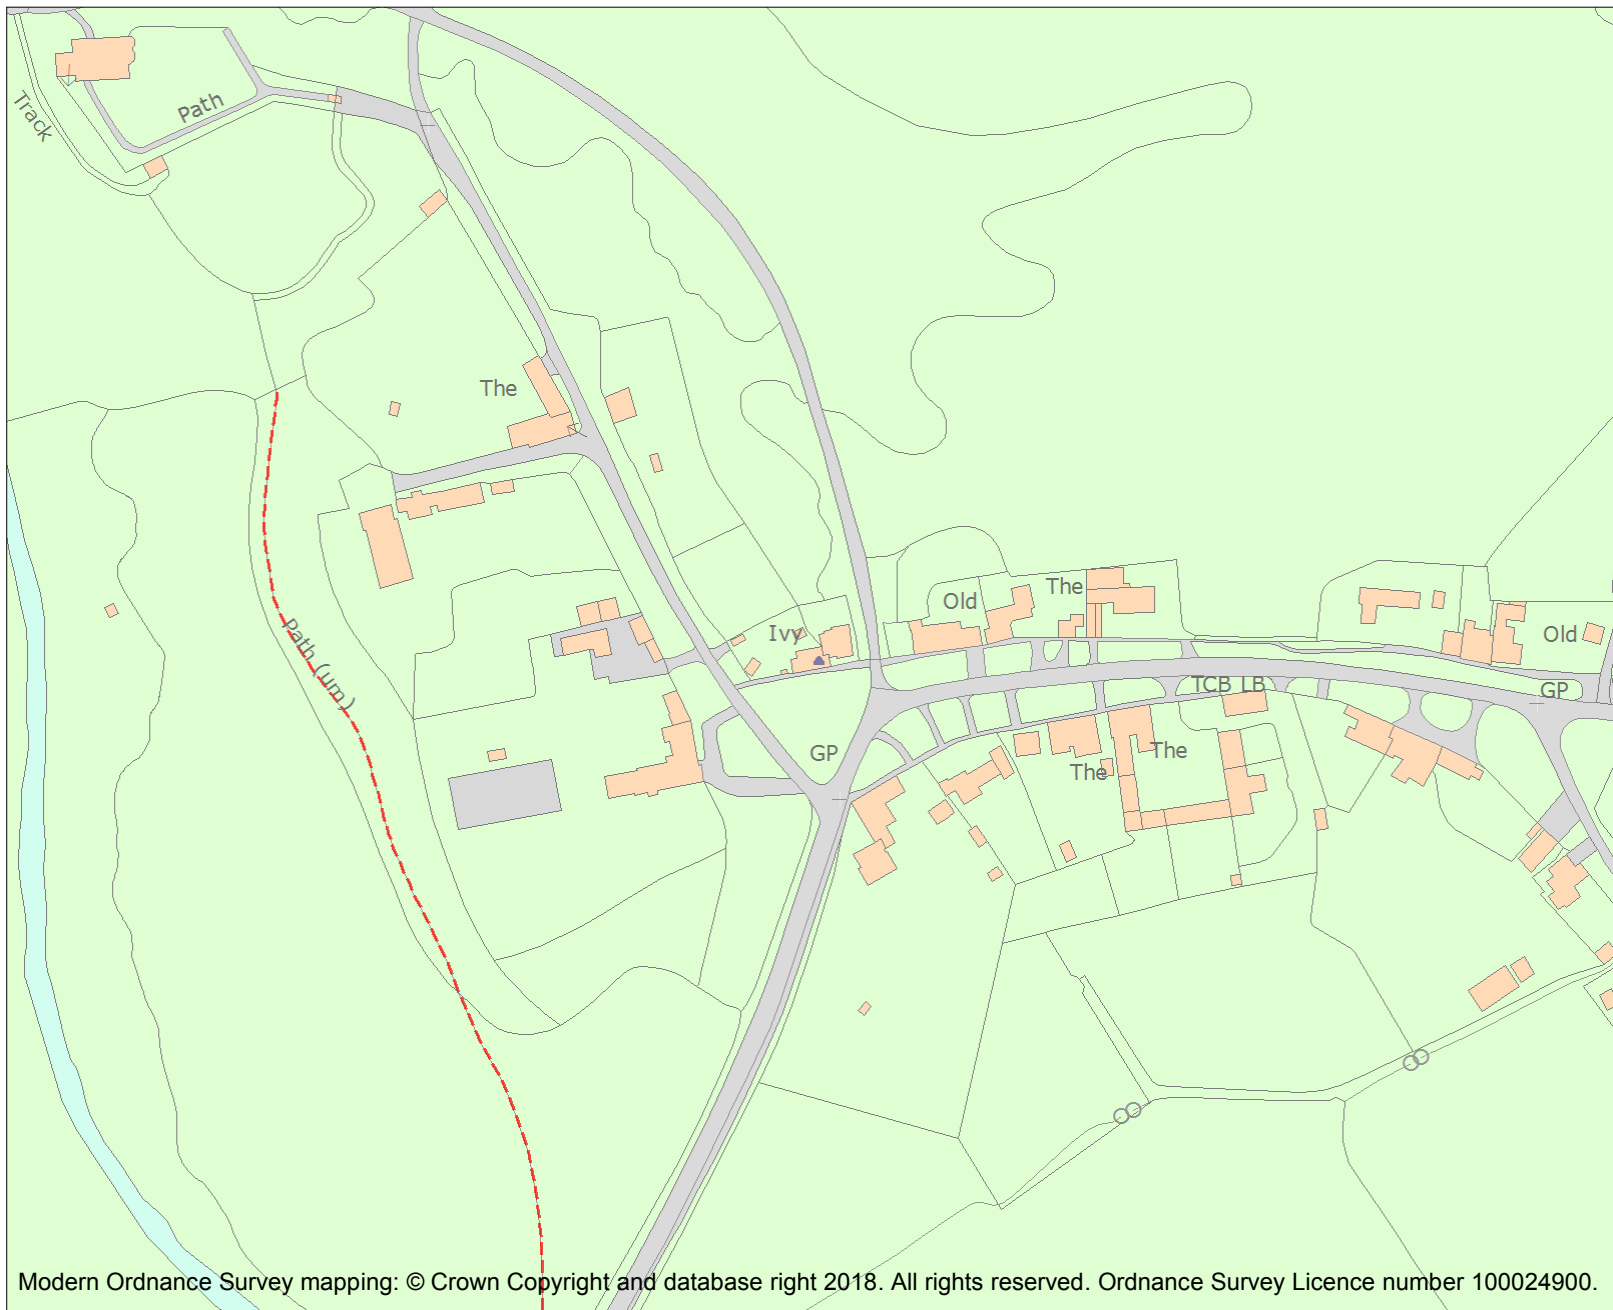 Path
Track
The
Old
The
Ivy
Old
Path (um)
TCB LB
GP
GP
The
The
Modern Ordnance Survey mapping: © Crown Copyright and database right 2018. All rights reserved. Ordnance Survey Licence number 100024900.